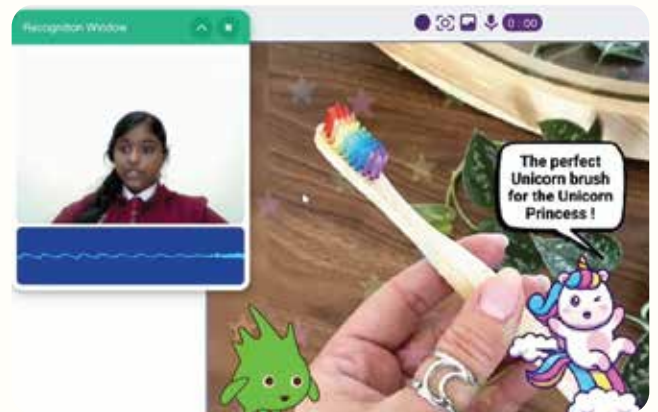 Recognition Window
0:00
The perfect
Unicorn brush
for the Unicorn
Princess !